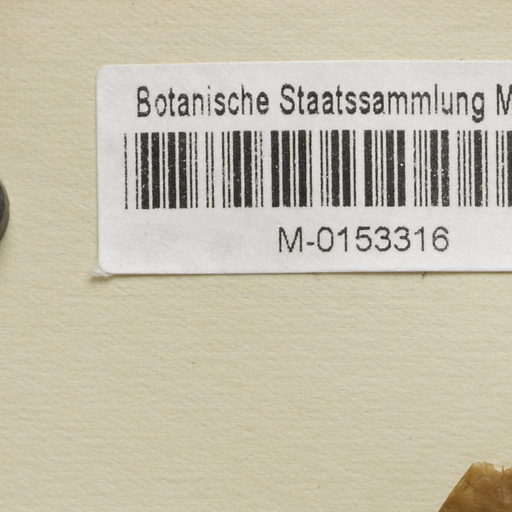 Botanische Staatssammlung M
M-0153316